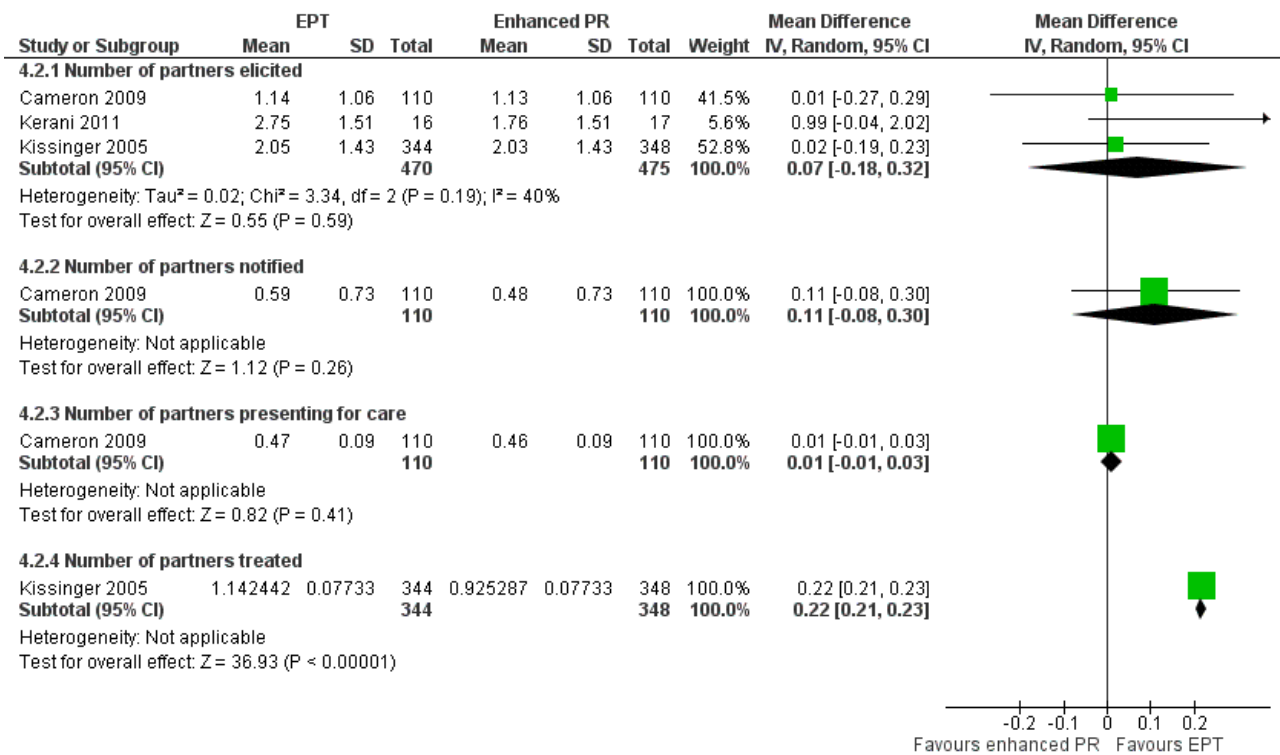 EPT Enhanced PR Mean Difference Mean Difference
Study or Subgroup Mean SD Total Mean SD Total Weight IV, Random, 95% CI IV, Random, 95% CI
4.2.1 Number of partners elicited
Cameron 2009 1.14 1.06 110 1.13 1.06 110 41.5% 0.01 [-0.27, 0.29]
Kerani 2011 2.75 1.51 16 1.76 1.51 17 5.6% 0.99 [-0.04, 2.02]
Kissinger 2005 2.05 1.43 344 2.03 1.43 348 52.8% 0.02 [-0.19, 0.23]
Subtotal (95% CI) 470 475 100.0% 0.07 [-0.18, 0.32]
Heterogeneity: Tau² = 0.02; Chi² = 3.34, df = 2 (P = 0.19); I² = 40%
Test for overall effect: Z = 0.55 (P = 0.59)
4.2.2 Number of partners notified
Cameron 2009 0.59 0.73 110 0.48 0.73 110 100.0% 0.11 [-0.08, 0.30]
Subtotal (95% CI) 110 110 100.0% 0.11 [-0.08, 0.30]
Heterogeneity: Not applicable
Test for overall effect: Z = 1.12 (P = 0.26)
4.2.3 Number of partners presenting for care
Cameron 2009 0.47 0.09 110 0.46 0.09 110 100.0% 0.01 [-0.01, 0.03]
Subtotal (95% CI) 110 110 100.0% 0.01 [-0.01, 0.03]
Heterogeneity: Not applicable
Test for overall effect: Z = 0.82 (P = 0.41)
4.2.4 Number of partners treated
Kissinger 2005 1.142442 0.07733 344 0.925287 0.07733 348 100.0% 0.22 [0.21, 0.23]
Subtotal (95% CI) 344 348 100.0% 0.22 [0.21, 0.23]
Heterogeneity: Not applicable
Test for overall effect: Z = 36.93 (P < 0.00001)
-0.2 -0.1 0 0.1 0.2
Favours enhanced PR Favours EPT